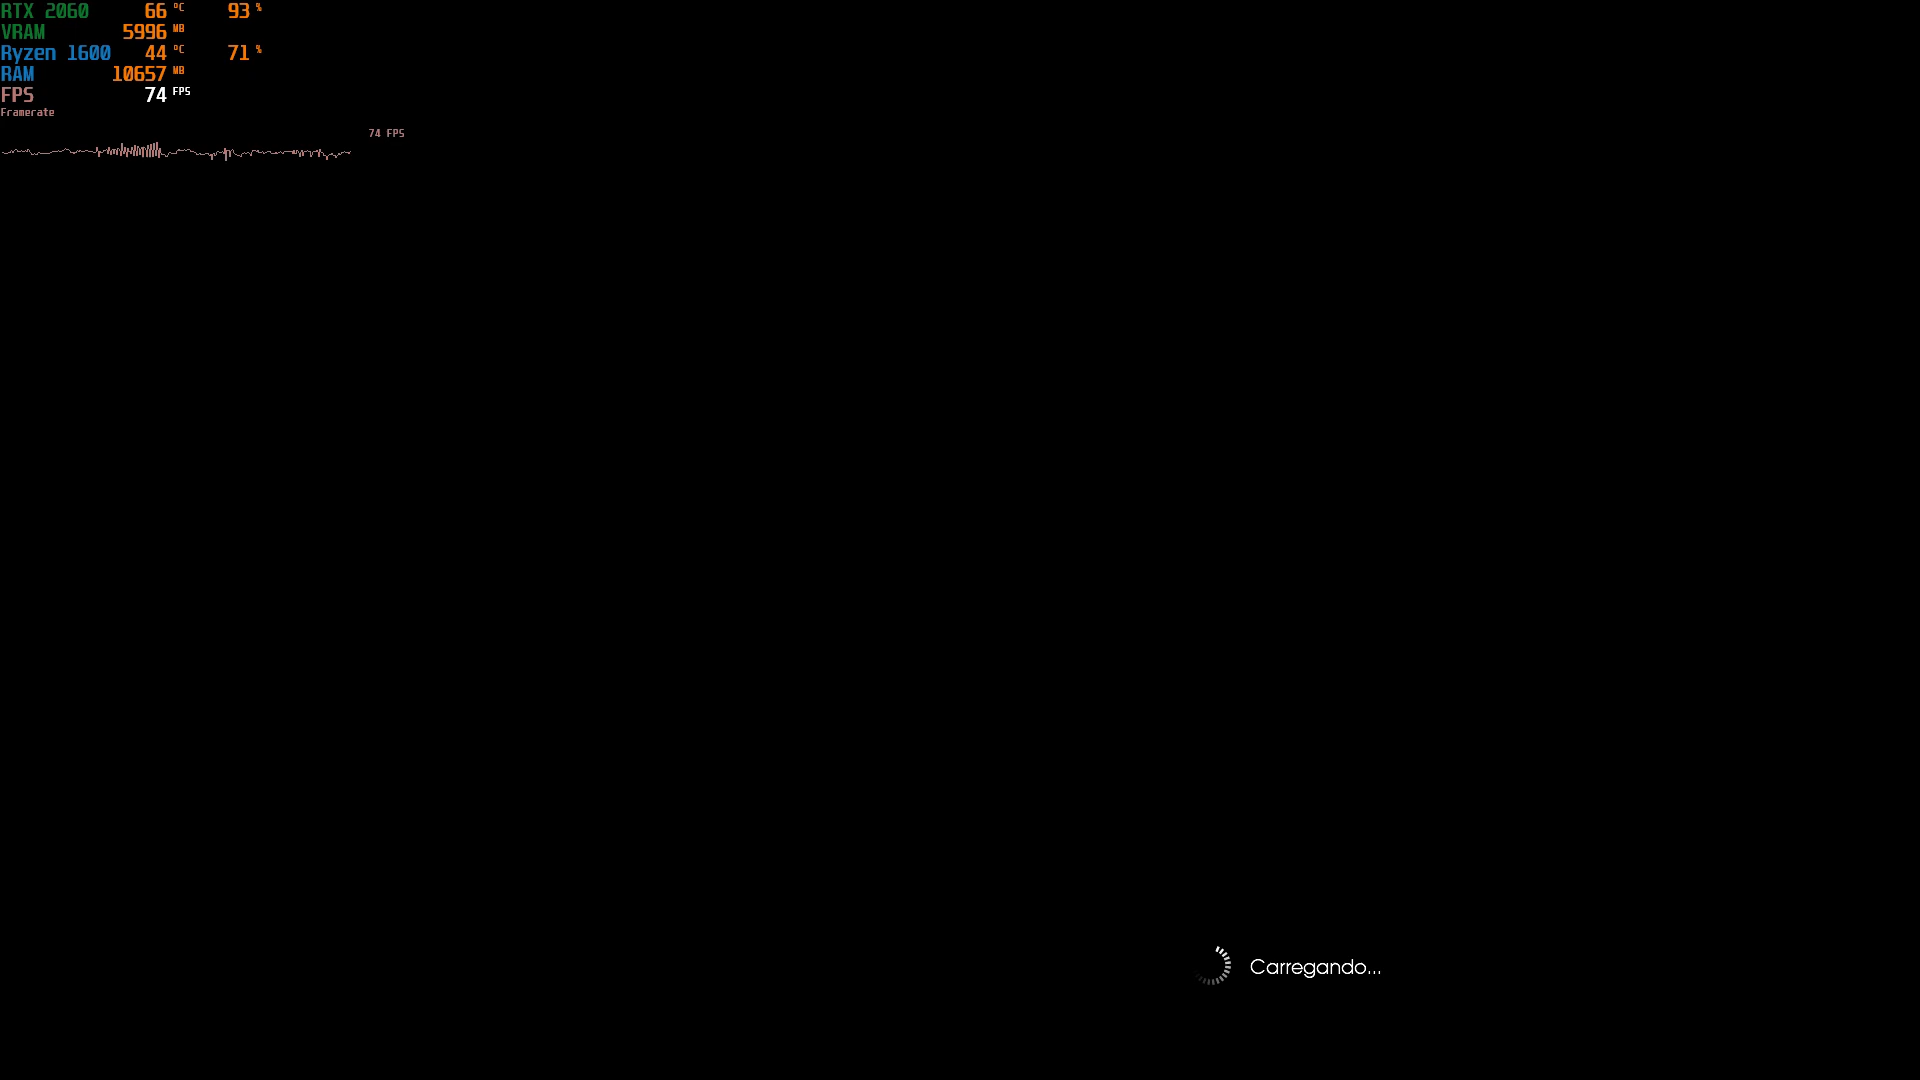 RTX 2060 66 °C 93 %
VRAM 5996 MB
Ryzen 1600 44 °C 71 %
RAM 10657 MB
FPS 74 FPS
Framerate
74 FPS
Carregando...